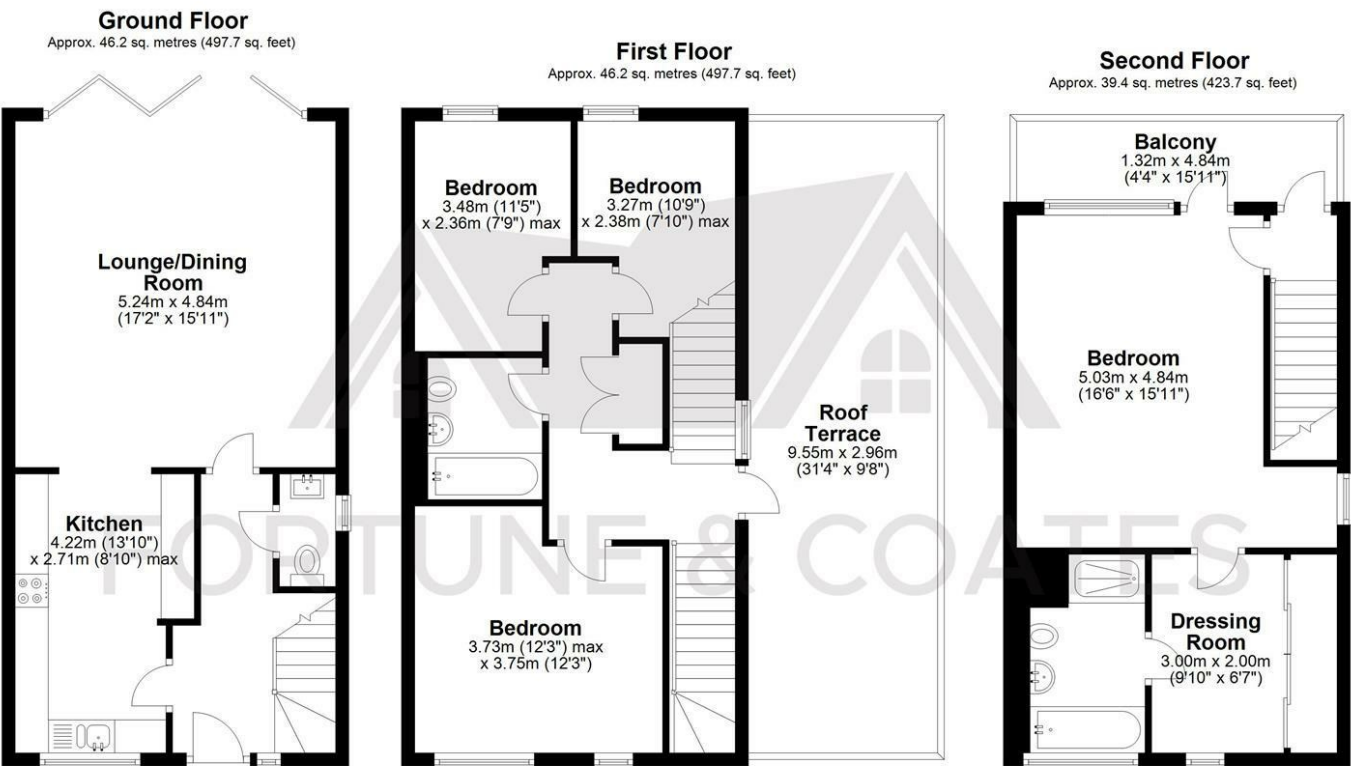 Ground Floor
Approx. 46.2 sq. metres (497.7 sq. feet)
Lounge/Dining
Room
5.24m x 4.84m
(17'2" x 15'11")
Kitchen
4.22m (13'10")
x 2.71m (8'10") max
First Floor
Approx. 46.2 sq. metres (497.7 sq. feet)
Bedroom
3.48m (11'5")
x 2.36m (7'9") max
Bedroom
3.27m (10'9")
x 2.38m (7'10") max
Roof
Terrace
9.55m x 2.96m
(31'4" x 9'8")
Bedroom
3.73m (12'3") max
x 3.75m (12'3")
Second Floor
Approx. 39.4 sq. metres (423.7 sq. feet)
Balcony
1.32m x 4.84m
(4'4" x 15'11")
Bedroom
5.03m x 4.84m
(16'6" x 15'11")
Dressing
Room
3.00m x 2.00m
(9'10" x 6'7")
FORTUNE & COATES